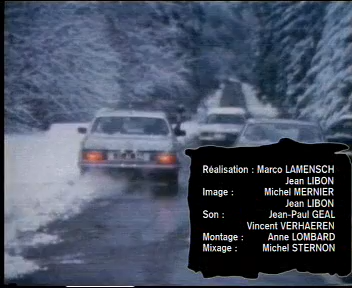 Réalisation : Marco LAMENSCH
Jean LIBON
Image : Michel MERNIER
Jean LIBON
Son : Jean-Paul GEAL
Vincent VERHAEREN
Montage : Anne LOMBARD
Mixage : Michel STERNON